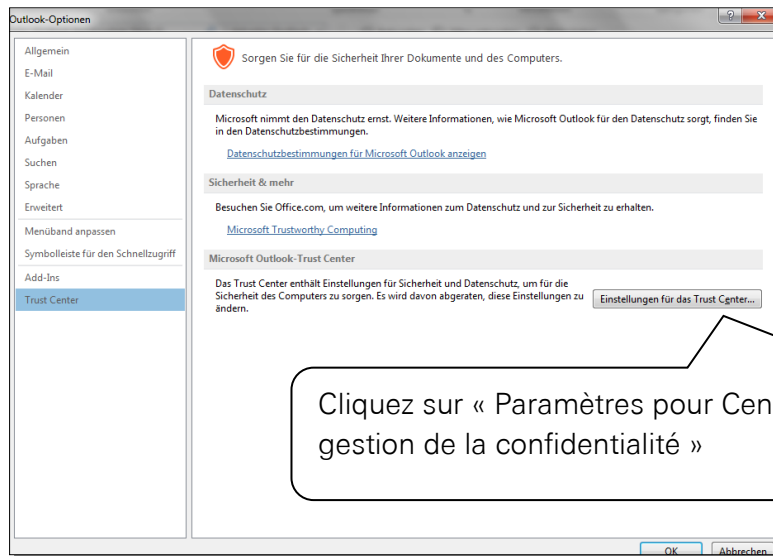 Outlook-Optionen
Allgemein
E-Mail
Kalender
Personen
Aufgaben
Suchen
Sprache
Erweitert
Menüband anpassen
Symbolleiste für den Schnellzugriff
Add-Ins
Trust Center
Sorgen Sie für die Sicherheit Ihrer Dokumente und des Computers.
Datenschutz
Microsoft nimmt den Datenschutz ernst. Weitere Informationen, wie Microsoft Outlook für den Datenschutz sorgt, finden Sie
in den Datenschutzbestimmungen.
Datenschutzbestimmungen für Microsoft Outlook anzeigen
Sicherheit & mehr
Besuchen Sie Office.com, um weitere Informationen zum Datenschutz und zur Sicherheit zu erhalten.
Microsoft Trustworthy Computing
Microsoft Outlook-Trust Center
Das Trust Center enthält Einstellungen für Sicherheit und Datenschutz, um für die
Sicherheit des Computers zu sorgen. Es wird davon abgeraten, diese Einstellungen zu
ändern.
Einstellungen für das Trust Center...
Cliquez sur « Paramètres pour Cen
gestion de la confidentialité »
OK
Abbrechen